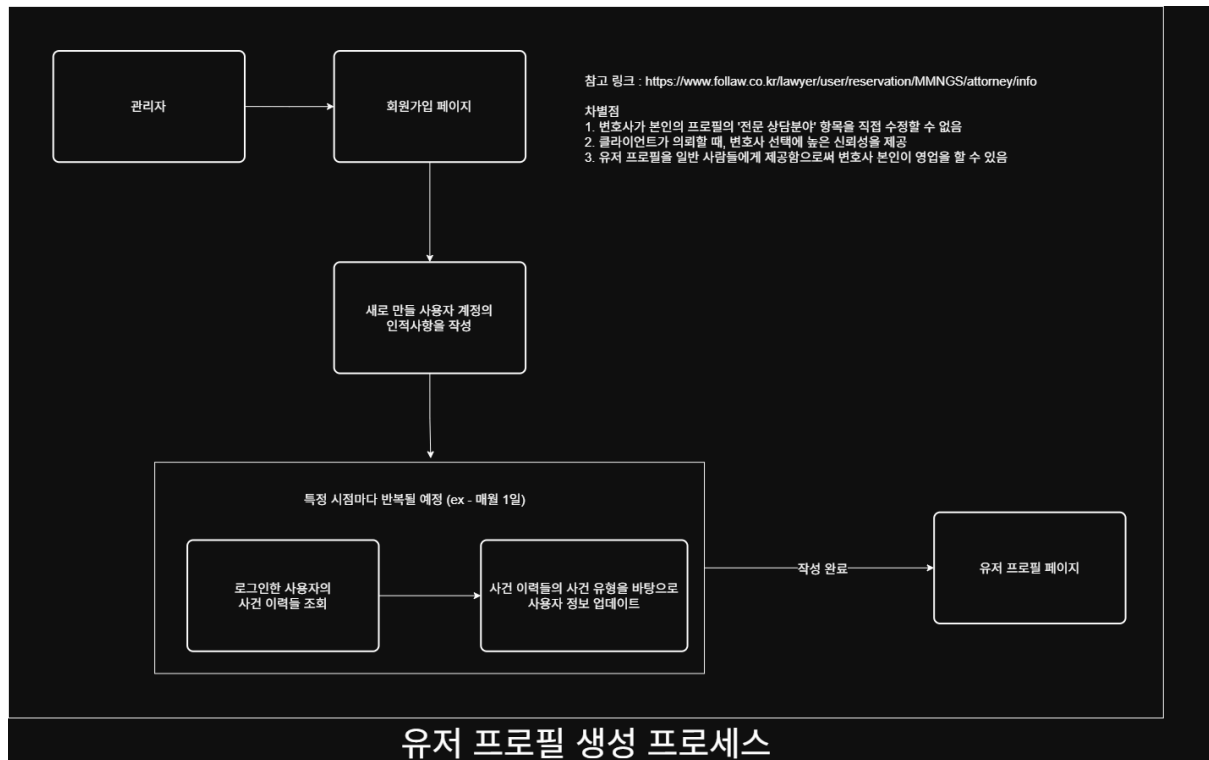 관리자
회원가입 페이지
참고 링크 : https://www.follaw.co.kr/lawyer/user/reservation/MMNGS/attorney/info
차별점
1. 변호사가 본인의 프로필의 '전문 상담분야' 항목을 직접 수정할 수 없음
2. 클라이언트가 의뢰할 때, 변호사 선택에 높은 신뢰성을 제공
3. 유저 프로필을 일반 사람들에게 제공함으로써 변호사 본인이 영업을 할 수 있음
새로 만들 사용자 계정의
인적사항을 작성
특정 시점마다 반복될 예정 (ex - 매월 1일)
로그인한 사용자의
사건 이력들 조회
사건 이력들의 사건 유형을 바탕으로
사용자 정보 업데이트
작성 완료
유저 프로필 페이지
유저 프로필 생성 프로세스